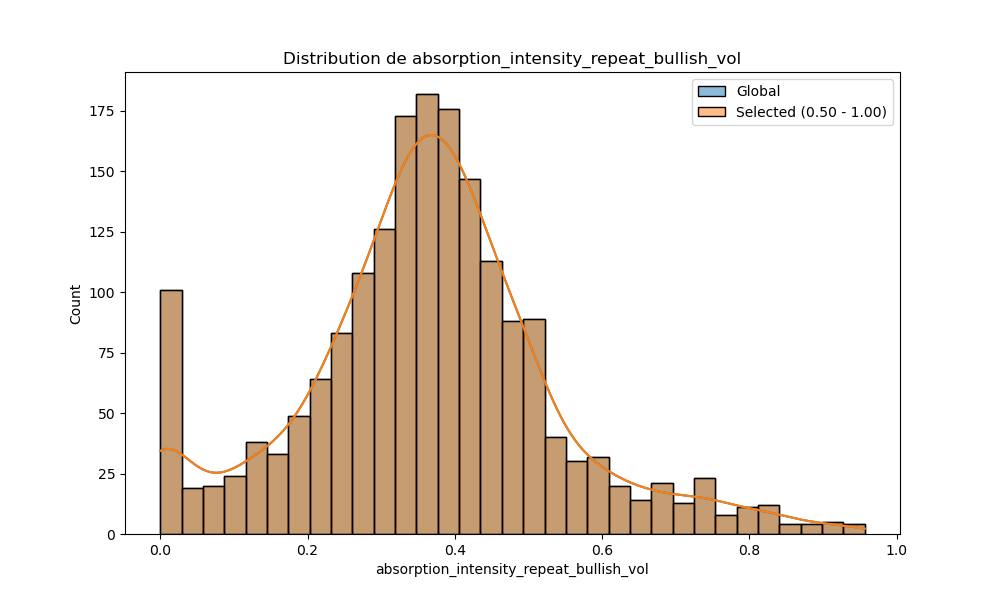 Distribution de absorption_intensity_repeat_bullish_vol
Global
Selected (0.50 - 1.00)
175
150
125
100
75
50
25
0
Count
0.0
0.2
0.4
0.6
0.8
1.0
absorption_intensity_repeat_bullish_vol